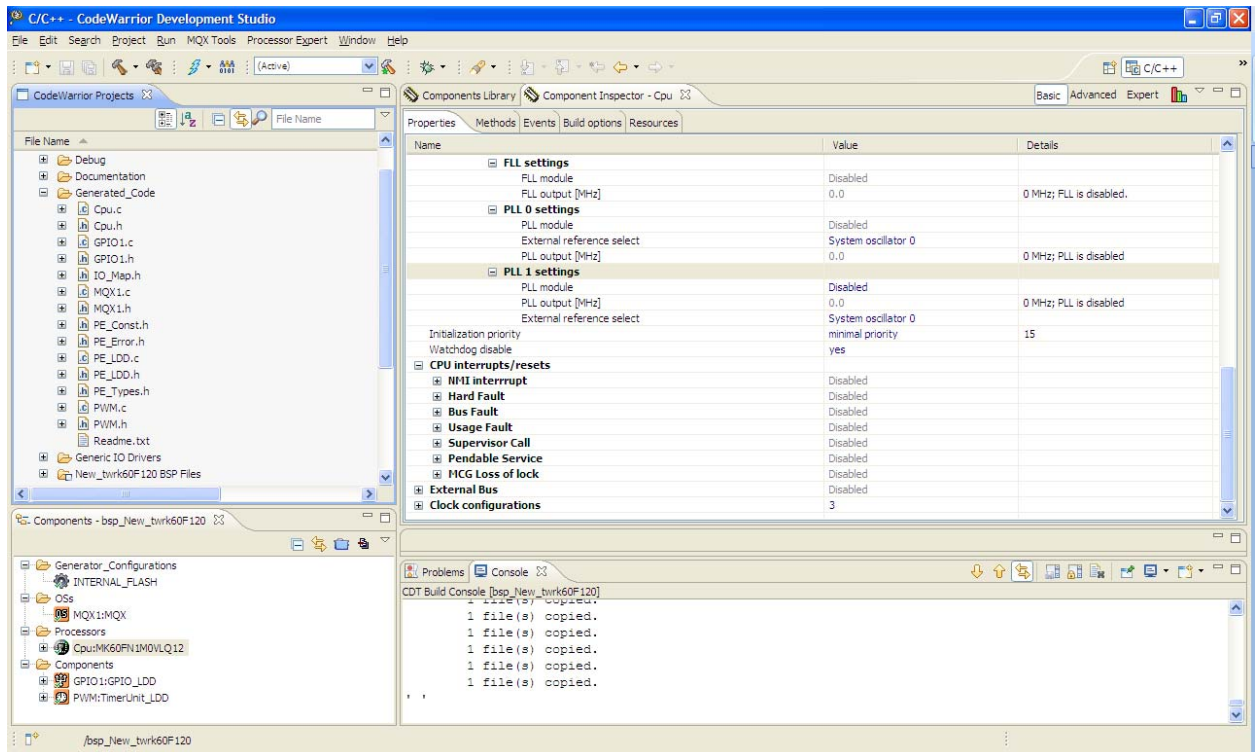 C/C++ - CodeWarrior Development Studio
File Edit Search Project Run MQX Tools Processor Expert Window Help
(Active)
C/C++
CodeWarrior Projects
File Name
File Name
Debug
Documentation
Generated_Code
Cpu.c
Cpu.h
GPIO1.c
GPIO1.h
IO_Map.h
MQX1.c
MQX1.h
PE_Const.h
PE_Error.h
PE_LDD.c
PE_LDD.h
PE_Types.h
PWM.c
PWM.h
Readme.txt
Generic IO Drivers
New_twrk60F120 BSP Files
Components Library Component Inspector - Cpu Basic Advanced Expert
Properties Methods Events Build options Resources
Name Value Details
FLL settings
FLL module Disabled
FLL output [MHz] 0.0 0 MHz; FLL is disabled.
PLL 0 settings
PLL module Disabled
External reference select System oscillator 0
PLL output [MHz] 0.0 0 MHz; PLL is disabled
PLL 1 settings
PLL module Disabled
PLL output [MHz] 0.0 0 MHz; PLL is disabled
External reference select System oscillator 0
Initialization priority minimal priority 15
Watchdog disable yes
CPU interrupts/resets
NMI interrrupt Disabled
Hard Fault Disabled
Bus Fault Disabled
Usage Fault Disabled
Supervisor Call Disabled
Pendable Service Disabled
MCG Loss of lock Disabled
External Bus Disabled
Clock configurations 3
Components - bsp_New_twrk60F120
Generator_Configurations
INTERNAL_FLASH
OSs
MQX1:MQX
Processors
Cpu:MK60FN1M0VLQ12
Components
GPIO1:GPIO_LDD
PWM:TimerUnit_LDD
Problems Console
CDT Build Console [bsp_New_twrk60F120]
1 file(s) copied.
1 file(s) copied.
1 file(s) copied.
1 file(s) copied.
1 file(s) copied.
1 file(s) copied.
' '
/bsp_New_twrk60F120